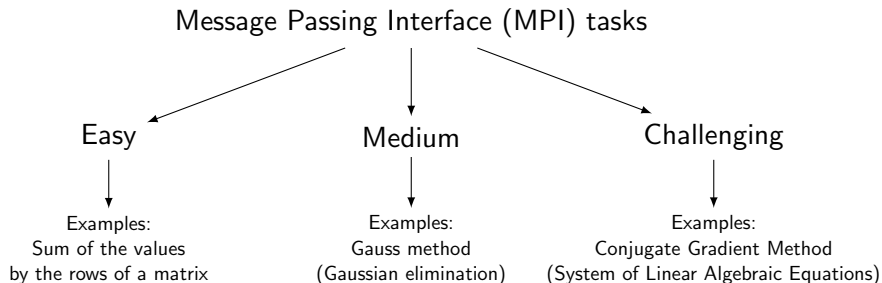 Message Passing Interface (MPI) tasks
Easy
Medium
Challenging
Examples:
Sum of the values
by the rows of a matrix
Examples:
Gauss method
(Gaussian elimination)
Examples:
Conjugate Gradient Method
(System of Linear Algebraic Equations)